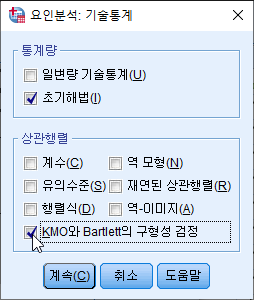 요인분석: 기술통계
통계량
일변량 기술통계(U)
초기해법(I)
상관행렬
계수(C) 역 모형(N)
유의수준(S) 재연된 상관행렬(R)
행렬식(D) 역-이미지(A)
KMO와 Bartlett의 구형성 검정
계속(C) 취소 도움말